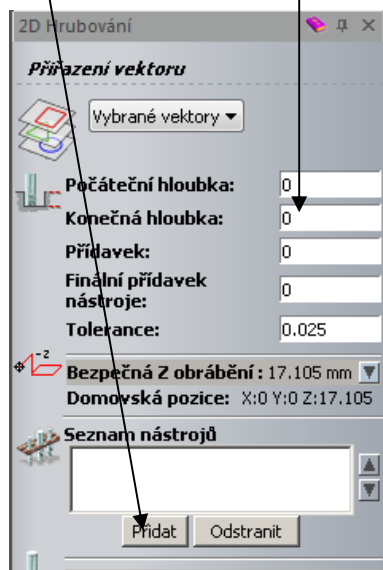 2D Hrubování
Přiřazení vektoru
Vybrané vektory
Počáteční hloubka: 0
Konečná hloubka: 0
Přídavek: 0
Finální přídavek
nástroje: 0
Tolerance: 0.025
-z
Bezpečná Z obrábění : 17.105 mm
Domovská pozice: X:0 Y:0 Z:17.105
Seznam nástrojů
Přidat Odstranit